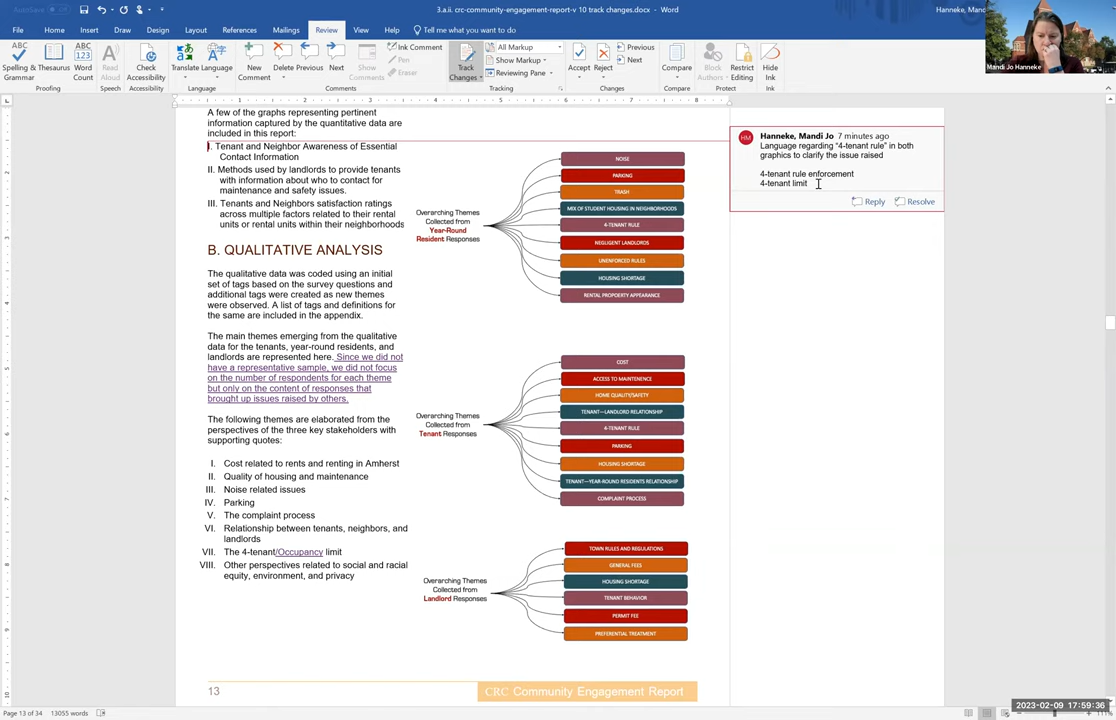 AutoSave
3.a.ii. crc-community-engagement-report-v 10 track changes.docx - Word
Hanneke, Mandi
File Home Insert Draw Design Layout References Mailings Review View Help Tell me what you want to do
Spelling & Grammar
Thesaurus
Word Count
Read Aloud
Check Accessibility
Translate
Language
New Comment
Delete
Previous
Next
Show Comments
Ink Comment
Pen
Eraser
Track Changes
All Markup
Show Markup
Reviewing Pane
Accept
Reject
Previous
Next
Compare
Block Authors
Restrict Editing
Hide Ink
Proofing
Speech
Accessibility
Language
Comments
Tracking
Changes
Compare
Protect
Ink
Mandi Jo Hanneke
A few of the graphs representing pertinent
information captured by the quantitative data are
included in this report:
I. Tenant and Neighbor Awareness of Essential
Contact Information
II. Methods used by landlords to provide tenants
with information about who to contact for
maintenance and safety issues.
III. Tenants and Neighbors satisfaction ratings
across multiple factors related to their rental
units or rental units within their neighborhoods
B. QUALITATIVE ANALYSIS
The qualitative data was coded using an initial
set of tags based on the survey questions and
additional tags were created as new themes
were observed. A list of tags and definitions for
the same are included in the appendix.
The main themes emerging from the qualitative
data for the tenants, year-round residents, and
landlords are represented here. Since we did not
have a representative sample, we did not focus
on the number of respondents for each theme
but only on the content of responses that
brought up issues raised by others.
The following themes are elaborated from the
perspectives of the three key stakeholders with
supporting quotes:
I. Cost related to rents and renting in Amherst
II. Quality of housing and maintenance
III. Noise related issues
IV. Parking
V. The complaint process
VI. Relationship between tenants, neighbors, and
landlords
VII. The 4-tenant/Occupancy limit
VIII. Other perspectives related to social and racial
equity, environment, and privacy
Overarching Themes
Collected from
Year-Round
Resident Responses
NOISE
PARKING
TRASH
MIX OF STUDENT HOUSING IN NEIGHBORHOODS
4-TENANT RULE
NEGLIGENT LANDLORDS
UNENFORCED RULES
HOUSING SHORTAGE
RENTAL PROPOERTY APPEARANCE
Overarching Themes
Collected from
Tenant Responses
COST
ACCESS TO MAINTENENCE
HOME QUALITY/SAFETY
TENANT—LANDLORD RELATIONSHIP
4-TENANT RULE
PARKING
HOUSING SHORTAGE
TENANT—YEAR-ROUND RESIDENTS RELATIONSHIP
COMPLAINT PROCESS
Overarching Themes
Collected from
Landlord Responses
TOWN RULES AND REGULATIONS
GENERAL FEES
HOUSING SHORTAGE
TENANT BEHAVIOR
PERMIT FEE
PREFERENTIAL TREATMENT
HM
Hanneke, Mandi Jo 7 minutes ago
Language regarding "4-tenant rule" in both
graphics to clarify the issue raised
4-tenant rule enforcement
4-tenant limit
Reply Resolve
13
CRC Community Engagement Report
Page 13 of 34 13055 words
2023-02-09 17:59:36